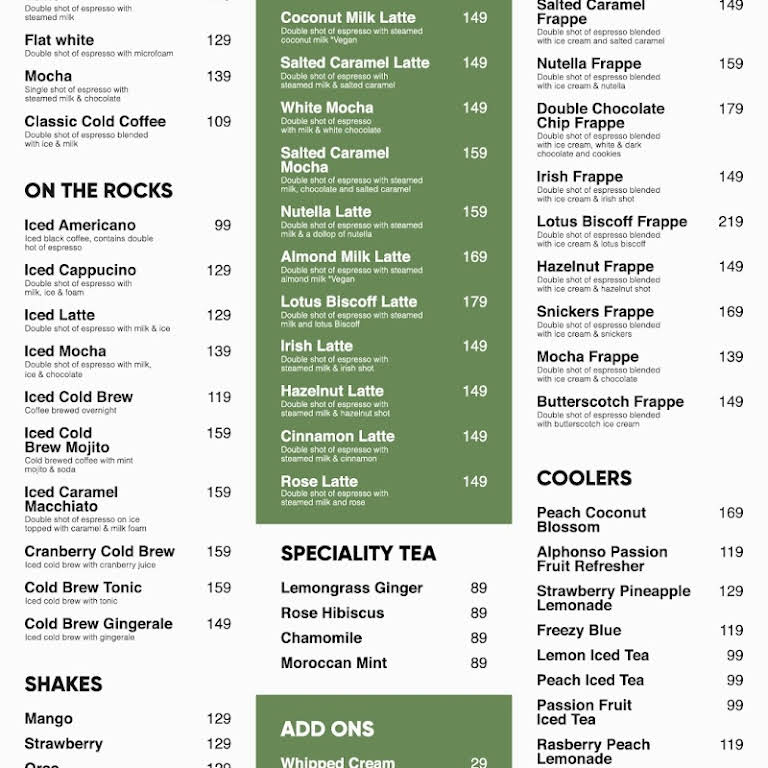 Double shot of espresso with
steamed milk
Flat white 129
Double shot of espresso with microfoam
Mocha 139
Single shot of espresso with
steamed milk & chocolate
Classic Cold Coffee 109
Double shot of espresso blended
with ice & milk
ON THE ROCKS
Iced Americano 99
Iced black coffee, contains double
hot of espresso
Iced Cappucino 129
Double shot of espresso with
milk, ice & foam
Iced Latte 129
Double shot of espresso with milk & ice
Iced Mocha 139
Double shot of espresso with milk,
ice & chocolate
Iced Cold Brew 119
Coffee brewed overnight
Iced Cold 159
Brew Mojito
Cold brewed coffee with mint
mojito & soda
Iced Caramel 159
Macchiato
Double shot of espresso on ice
topped with caramel & milk foam
Cranberry Cold Brew 159
Iced cold brew with cranberry juice
Cold Brew Tonic 159
Iced cold brew with tonic
Cold Brew Gingerale 149
Iced cold brew with gingerale
SHAKES
Mango 129
Strawberry 129
Coconut Milk Latte 149
Double shot of espresso with steamed
coconut milk *Vegan
Salted Caramel Latte 149
Double shot of espresso with
steamed milk & salted caramel
White Mocha 149
Double shot of espresso
with milk & white chocolate
Salted Caramel 159
Mocha
Double shot of espresso with steamed
milk, chocolate and salted caramel
Nutella Latte 159
Double shot of espresso with steamed
milk & a dollop of nutella
Almond Milk Latte 169
Double shot of espresso with steamed
almond milk *Vegan
Lotus Biscoff Latte 179
Double shot of espresso with steamed
milk and lotus Biscoff
Irish Latte 149
Double shot of espresso with
steamed milk & irish shot
Hazelnut Latte 149
Double shot of espresso with
steamed milk & hazelnut shot
Cinnamon Latte 149
Double shot of espresso with
steamed milk & cinnamon
Rose Latte 149
Double shot of espresso with
steamed milk and rose
SPECIALITY TEA
Lemongrass Ginger 89
Rose Hibiscus 89
Chamomile 89
Moroccan Mint 89
ADD ONS
Whipped Cream 29
Salted Caramel 149
Frappe
Double shot of espresso blended
with ice cream and salted caramel
Nutella Frappe 159
Double shot of espresso blended
with ice cream & nutella
Double Chocolate 179
Chip Frappe
Double shot of espresso blended
with ice cream, white & dark
chocolate and cookies
Irish Frappe 149
Double shot of espresso blended
with ice cream & irish shot
Lotus Biscoff Frappe 219
Double shot of espresso blended
with ice cream & lotus biscoff
Hazelnut Frappe 149
Double shot of espresso blended
with ice cream & hazelnut shot
Snickers Frappe 169
Double shot of espresso blended
with ice cream & snickers
Mocha Frappe 139
Double shot of espresso blended
with ice cream & chocolate
Butterscotch Frappe 149
Double shot of espresso blended
with butterscotch ice cream
COOLERS
Peach Coconut 169
Blossom
Alphonso Passion 119
Fruit Refresher
Strawberry Pineapple 129
Lemonade
Freezy Blue 119
Lemon Iced Tea 99
Peach Iced Tea 99
Passion Fruit 99
Iced Tea
Rasberry Peach 119
Lemonade